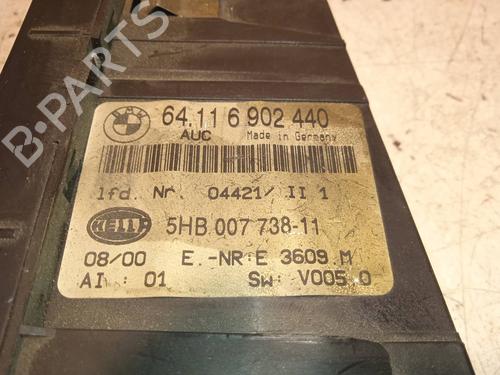 B-PARTS
64.11 6 902 440
AUC Made in Germany
lfd. Nr. 04421/ II 1
HELLA 5HB 007 738-11
08/00 E.-NR:E 3609 M
AI : 01 Sw: V005.0